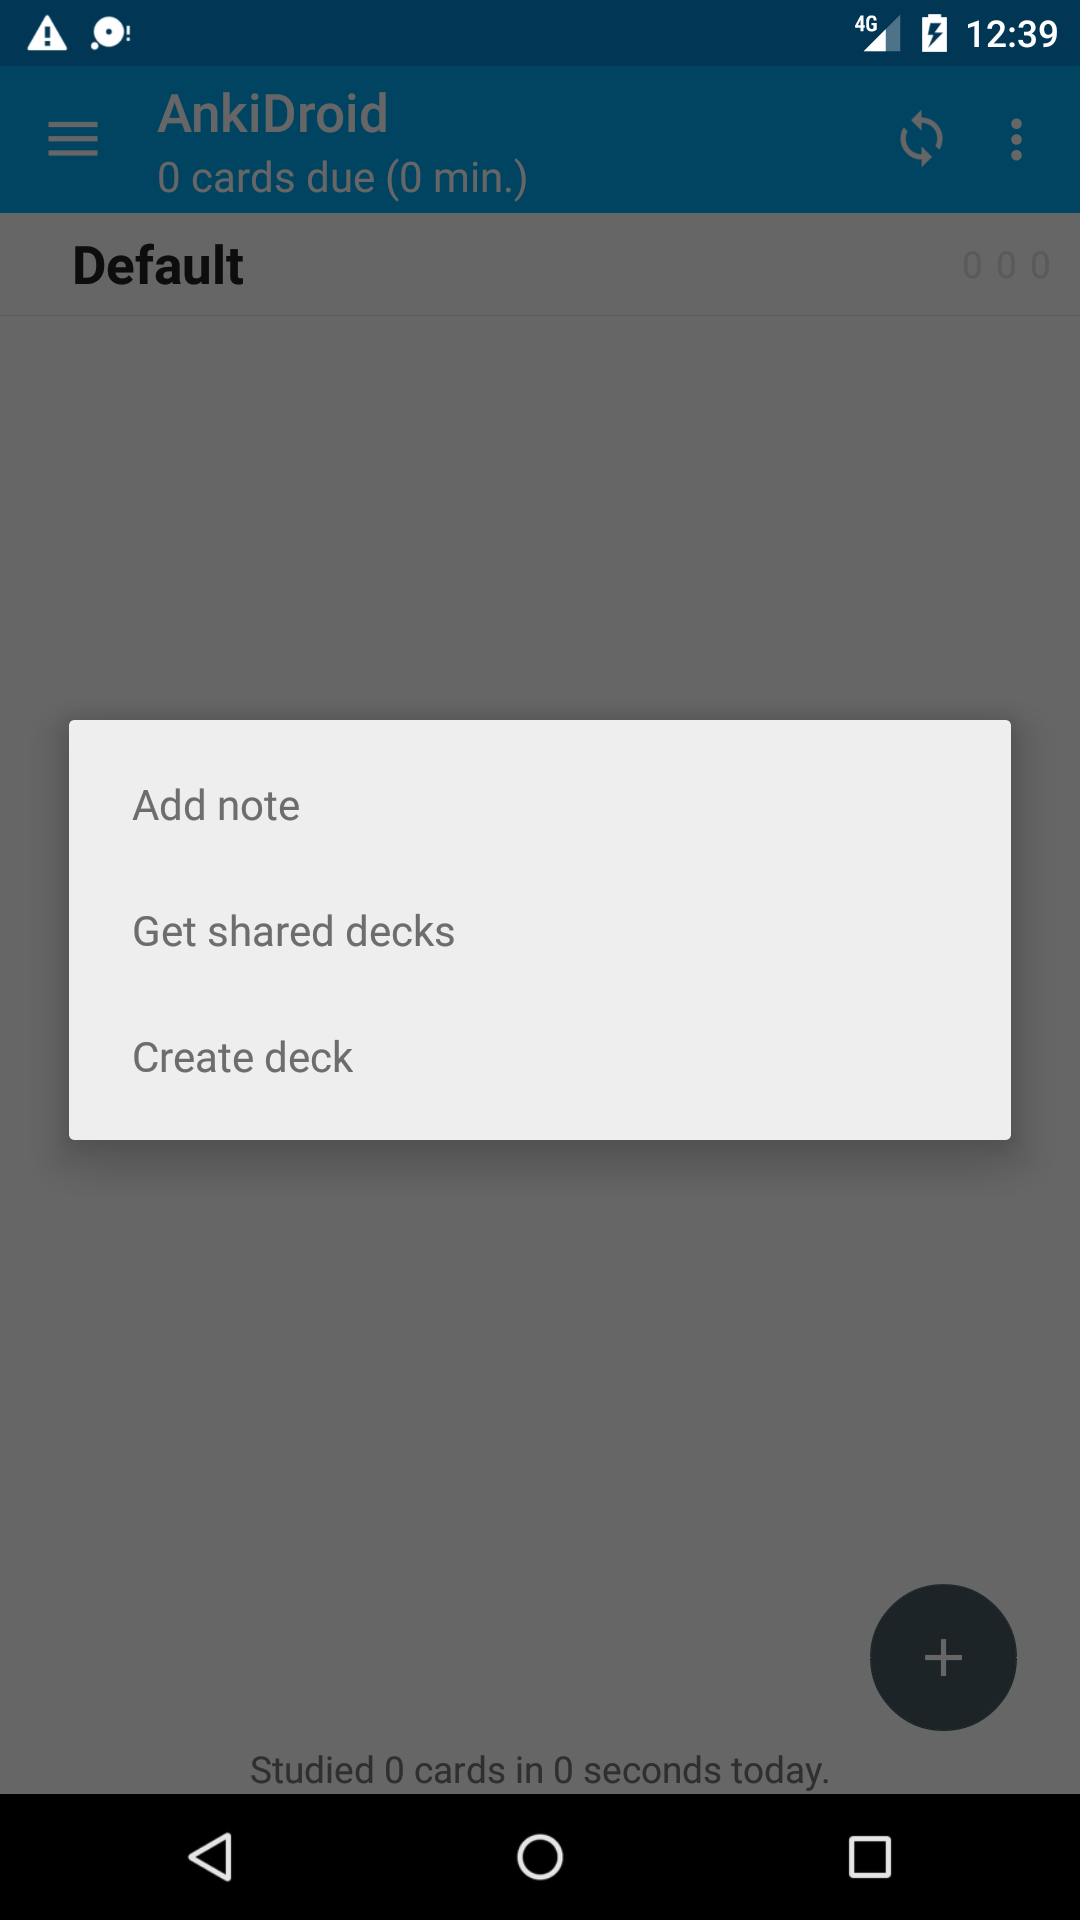 4G 12:39
AnkiDroid
0 cards due (0 min.)
Default 0 0 0
Add note
Get shared decks
Create deck
Studied 0 cards in 0 seconds today.